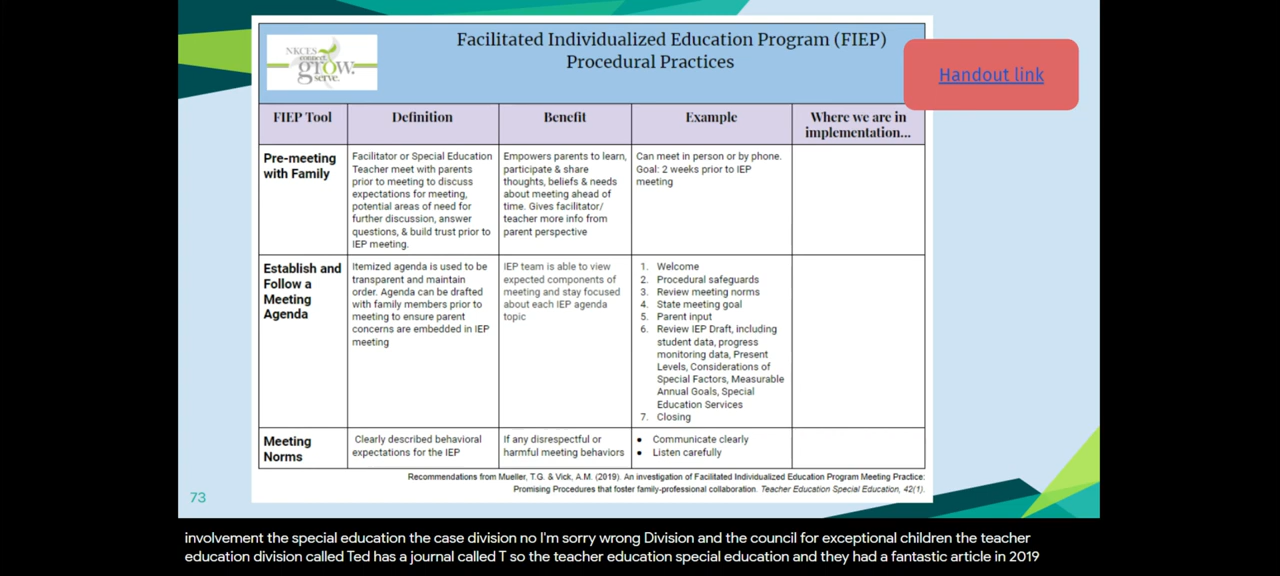 NKCES
connect
grow.
serve.
Facilitated Individualized Education Program (FIEP)
Procedural Practices
Handout link
FIEP Tool
Definition
Benefit
Example
Where we are in
implementation...
Pre-meeting
with Family
Facilitator or Special Education
Teacher meet with parents
prior to meeting to discuss
expectations for meeting,
potential areas of need for
further discussion, answer
questions, & build trust prior to
IEP meeting.
Empowers parents to learn,
participate & share
thoughts, beliefs & needs
about meeting ahead of
time. Gives facilitator/
teacher more info from
parent perspective
Can meet in person or by phone.
Goal: 2 weeks prior to IEP
meeting
Establish and
Follow a
Meeting
Agenda
Itemized agenda is used to be
transparent and maintain
order. Agenda can be drafted
with family members prior to
meeting to ensure parent
concerns are embedded in IEP
meeting
IEP team is able to view
expected components of
meeting and stay focused
about each IEP agenda
topic
1. Welcome
2. Procedural safeguards
3. Review meeting norms
4. State meeting goal
5. Parent input
6. Review IEP Draft, including
student data, progress
monitoring data, Present
Levels, Considerations of
Special Factors, Measurable
Annual Goals, Special
Education Services
7. Closing
Meeting
Norms
Clearly described behavioral
expectations for the IEP
If any disrespectful or
harmful meeting behaviors
• Communicate clearly
• Listen carefully
Recommendations from Mueller, T.G. & Vick, A.M. (2019). An investigation of Facilitated Individualized Education Program Meeting Practice:
Promising Procedures that foster family-professional collaboration. Teacher Education Special Education, 42(1).
73
involvement the special education the case division no I'm sorry wrong Division and the council for exceptional children the teacher
education division called Ted has a journal called T so the teacher education special education and they had a fantastic article in 2019